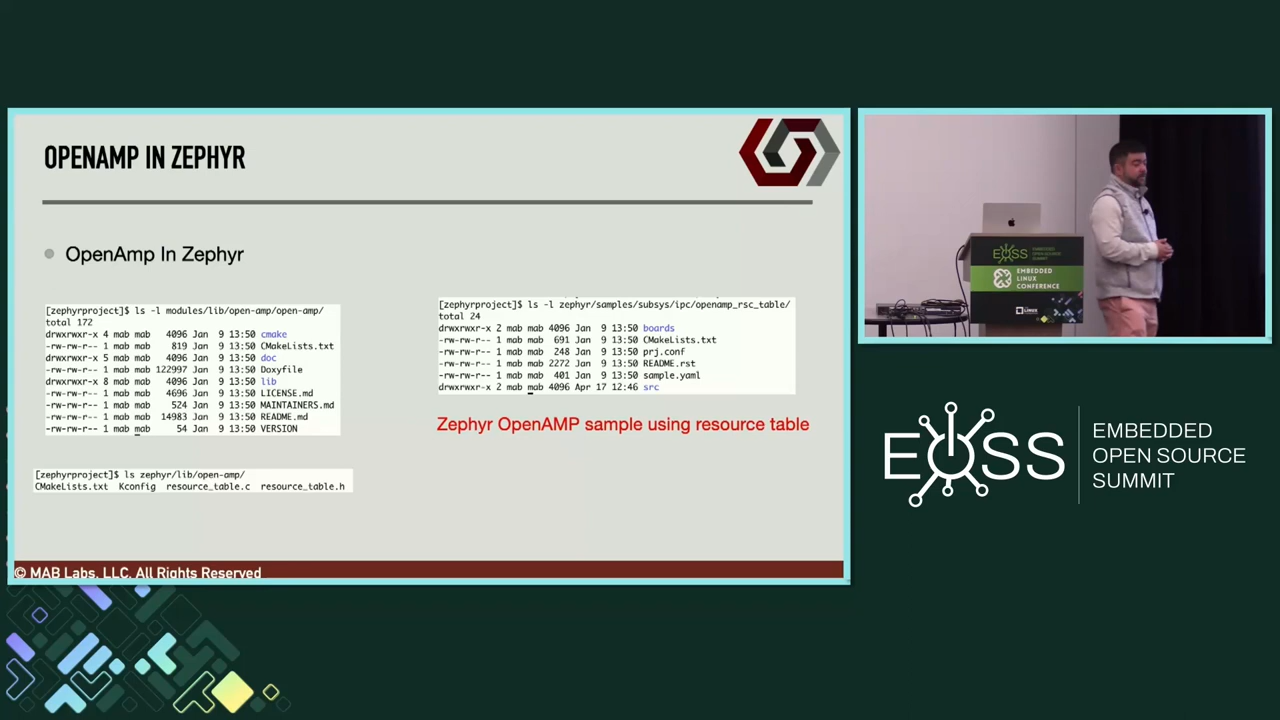 OPENAMP IN ZEPHYR
OpenAmp In Zephyr
[zephyrproject]$ ls -l modules/lib/open-amp/open-amp/
total 172
drwxrwxr-x 4 mab mab 4096 Jan 9 13:50 cmake
-rw-rw-r-- 1 mab mab 819 Jan 9 13:50 CMakeLists.txt
drwxrwxr-x 5 mab mab 4096 Jan 9 13:50 doc
-rw-rw-r-- 1 mab mab 122997 Jan 9 13:50 Doxyfile
drwxrwxr-x 8 mab mab 4096 Jan 9 13:50 lib
-rw-rw-r-- 1 mab mab 4696 Jan 9 13:50 LICENSE.md
-rw-rw-r-- 1 mab mab 524 Jan 9 13:50 MAINTAINERS.md
-rw-rw-r-- 1 mab mab 14983 Jan 9 13:50 README.md
-rw-rw-r-- 1 mab mab 54 Jan 9 13:50 VERSION
[zephyrproject]$ ls zephyr/lib/open-amp/
CMakeLists.txt Kconfig resource_table.c resource_table.h
[zephyrproject]$ ls -l zephyr/samples/subsys/ipc/openamp_rsc_table/
total 24
drwxrwxr-x 2 mab mab 4096 Jan 9 13:50 boards
-rw-rw-r-- 1 mab mab 691 Jan 9 13:50 CMakeLists.txt
-rw-rw-r-- 1 mab mab 248 Jan 9 13:50 prj.conf
-rw-rw-r-- 1 mab mab 2272 Jan 9 13:50 README.rst
-rw-rw-r-- 1 mab mab 401 Jan 9 13:50 sample.yaml
drwxrwxr-x 2 mab mab 4096 Apr 17 12:46 src
Zephyr OpenAMP sample using resource table
© MAB Labs, LLC. All Rights Reserved
EOSS
EMBEDDED OPEN SOURCE
SUMMIT
EMBEDDED
LINUX
CONFERENCE
LINUX
EOSS
EMBEDDED
OPEN SOURCE
SUMMIT